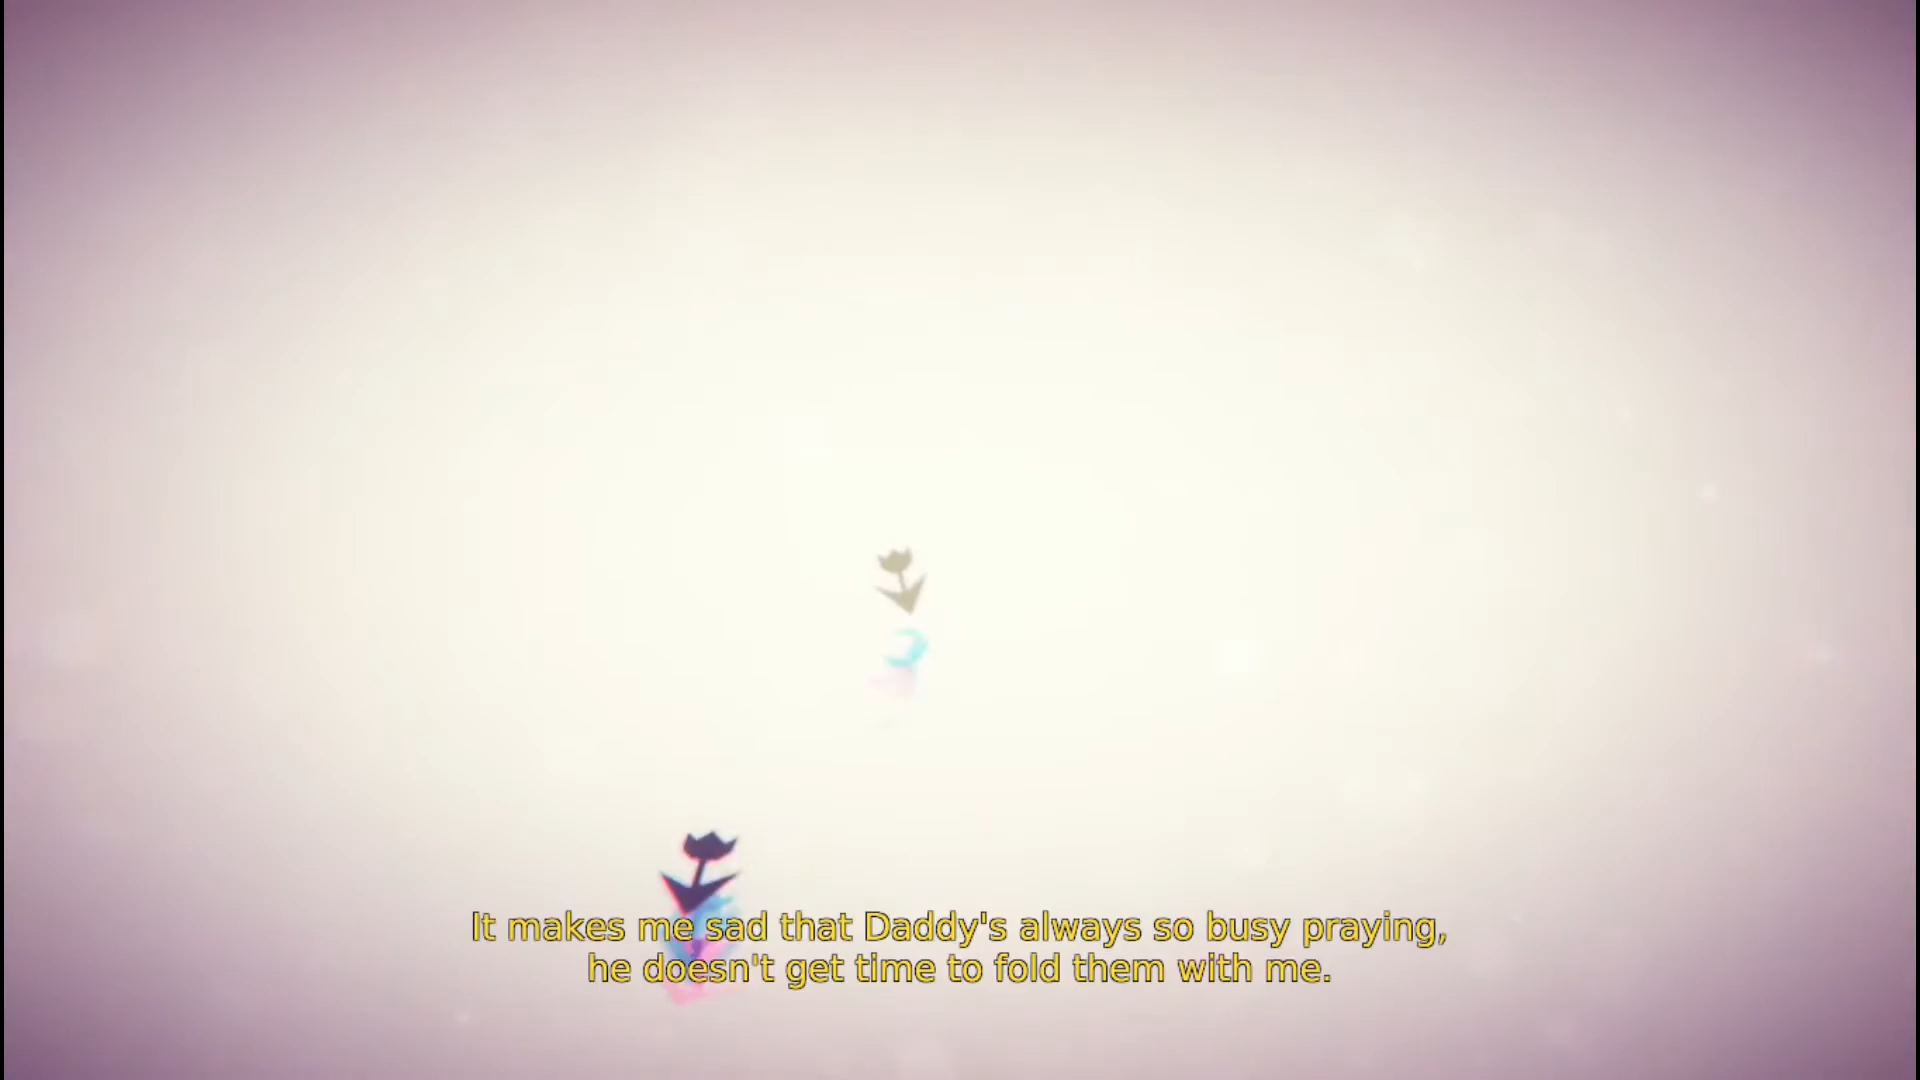 It makes me sad that Daddy's always so busy praying,
he doesn't get time to fold them with me.